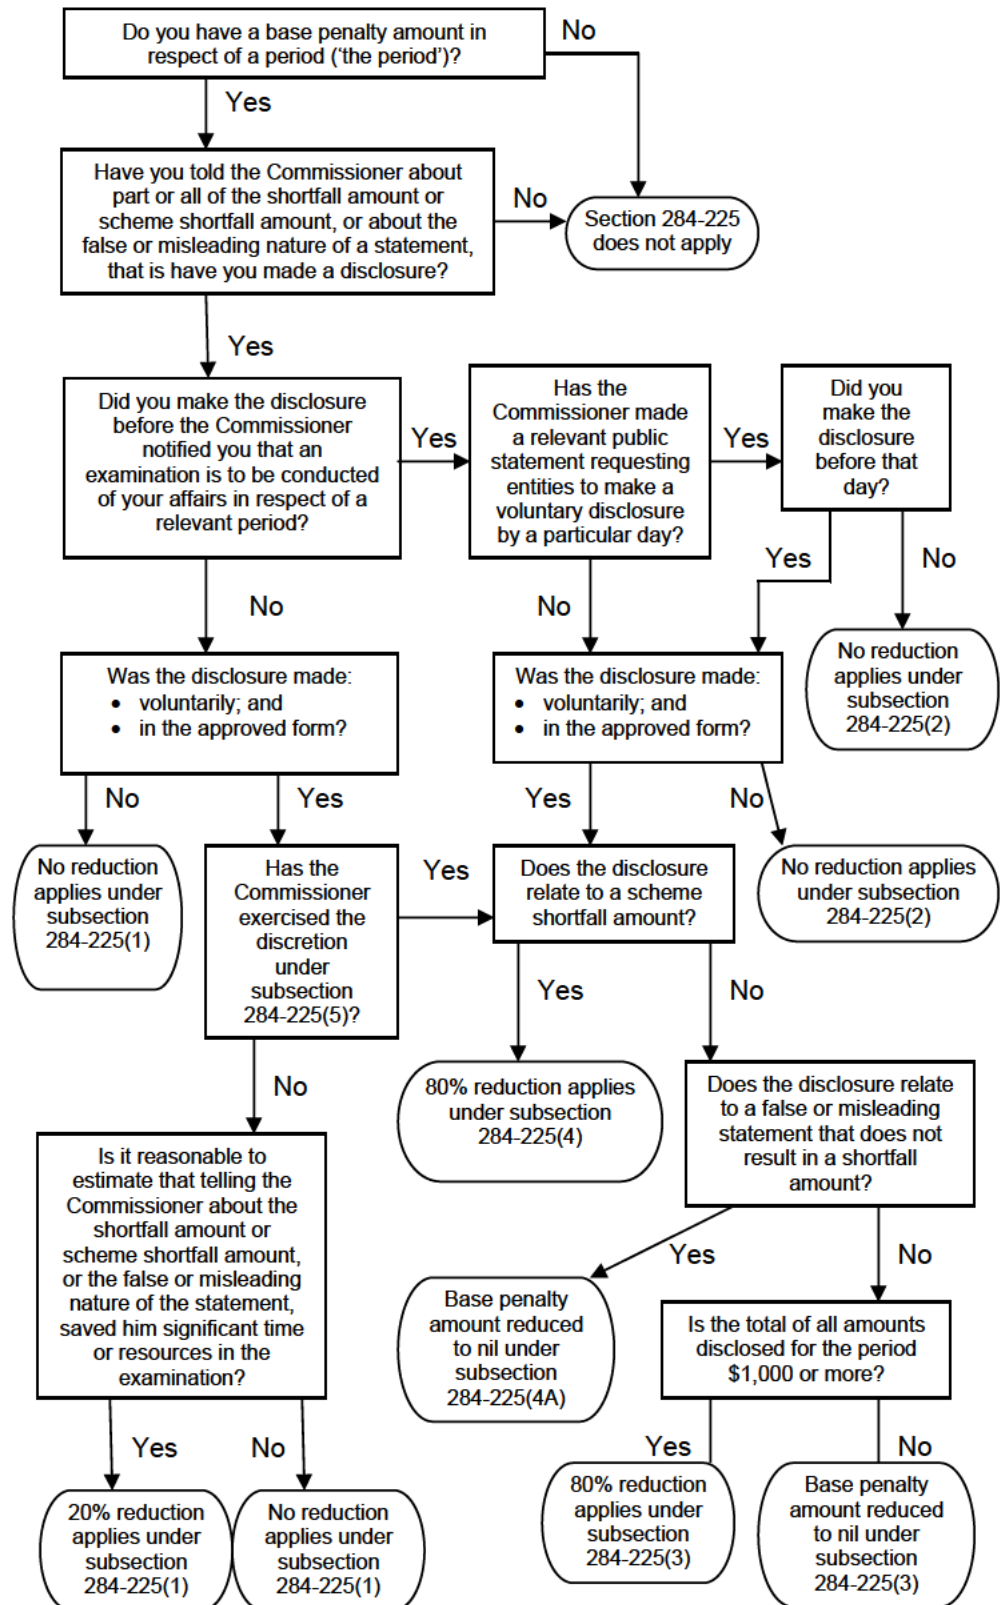 Do you have a base penalty amount in
respect of a period (‘the period’)?
No
Yes
Have you told the Commissioner about
part or all of the shortfall amount or
scheme shortfall amount, or about the
false or misleading nature of a statement,
that is have you made a disclosure?
No
Section 284-225
does not apply
Yes
Did you make the disclosure
before the Commissioner
notified you that an
examination is to be conducted
of your affairs in respect of a
relevant period?
Yes
Has the
Commissioner made
a relevant public
statement requesting
entities to make a
voluntary disclosure
by a particular day?
Yes
Did you
make the
disclosure
before that
day?
No
No
Yes
No
Was the disclosure made:
• voluntarily; and
• in the approved form?
Was the disclosure made:
• voluntarily; and
• in the approved form?
No reduction
applies under
subsection
284-225(2)
No
Yes
Yes
No
No reduction
applies under
subsection
284-225(1)
Has the
Commissioner
exercised the
discretion
under
subsection
284-225(5)?
Yes
Does the disclosure
relate to a scheme
shortfall amount?
No reduction applies
under subsection
284-225(2)
Yes
No
No
80% reduction applies
under subsection
284-225(4)
Does the disclosure relate
to a false or misleading
statement that does not
result in a shortfall
amount?
Is it reasonable to
estimate that telling the
Commissioner about the
shortfall amount or
scheme shortfall amount,
or the false or misleading
nature of the statement,
saved him significant time
or resources in the
examination?
Yes
No
Base penalty
amount reduced
to nil under
subsection
284-225(4A)
Is the total of all amounts
disclosed for the period
$1,000 or more?
Yes
No
Yes
No
20% reduction
applies under
subsection
284-225(1)
No reduction
applies under
subsection
284-225(1)
80% reduction
applies under
subsection
284-225(3)
Base penalty
amount reduced
to nil under
subsection
284-225(3)